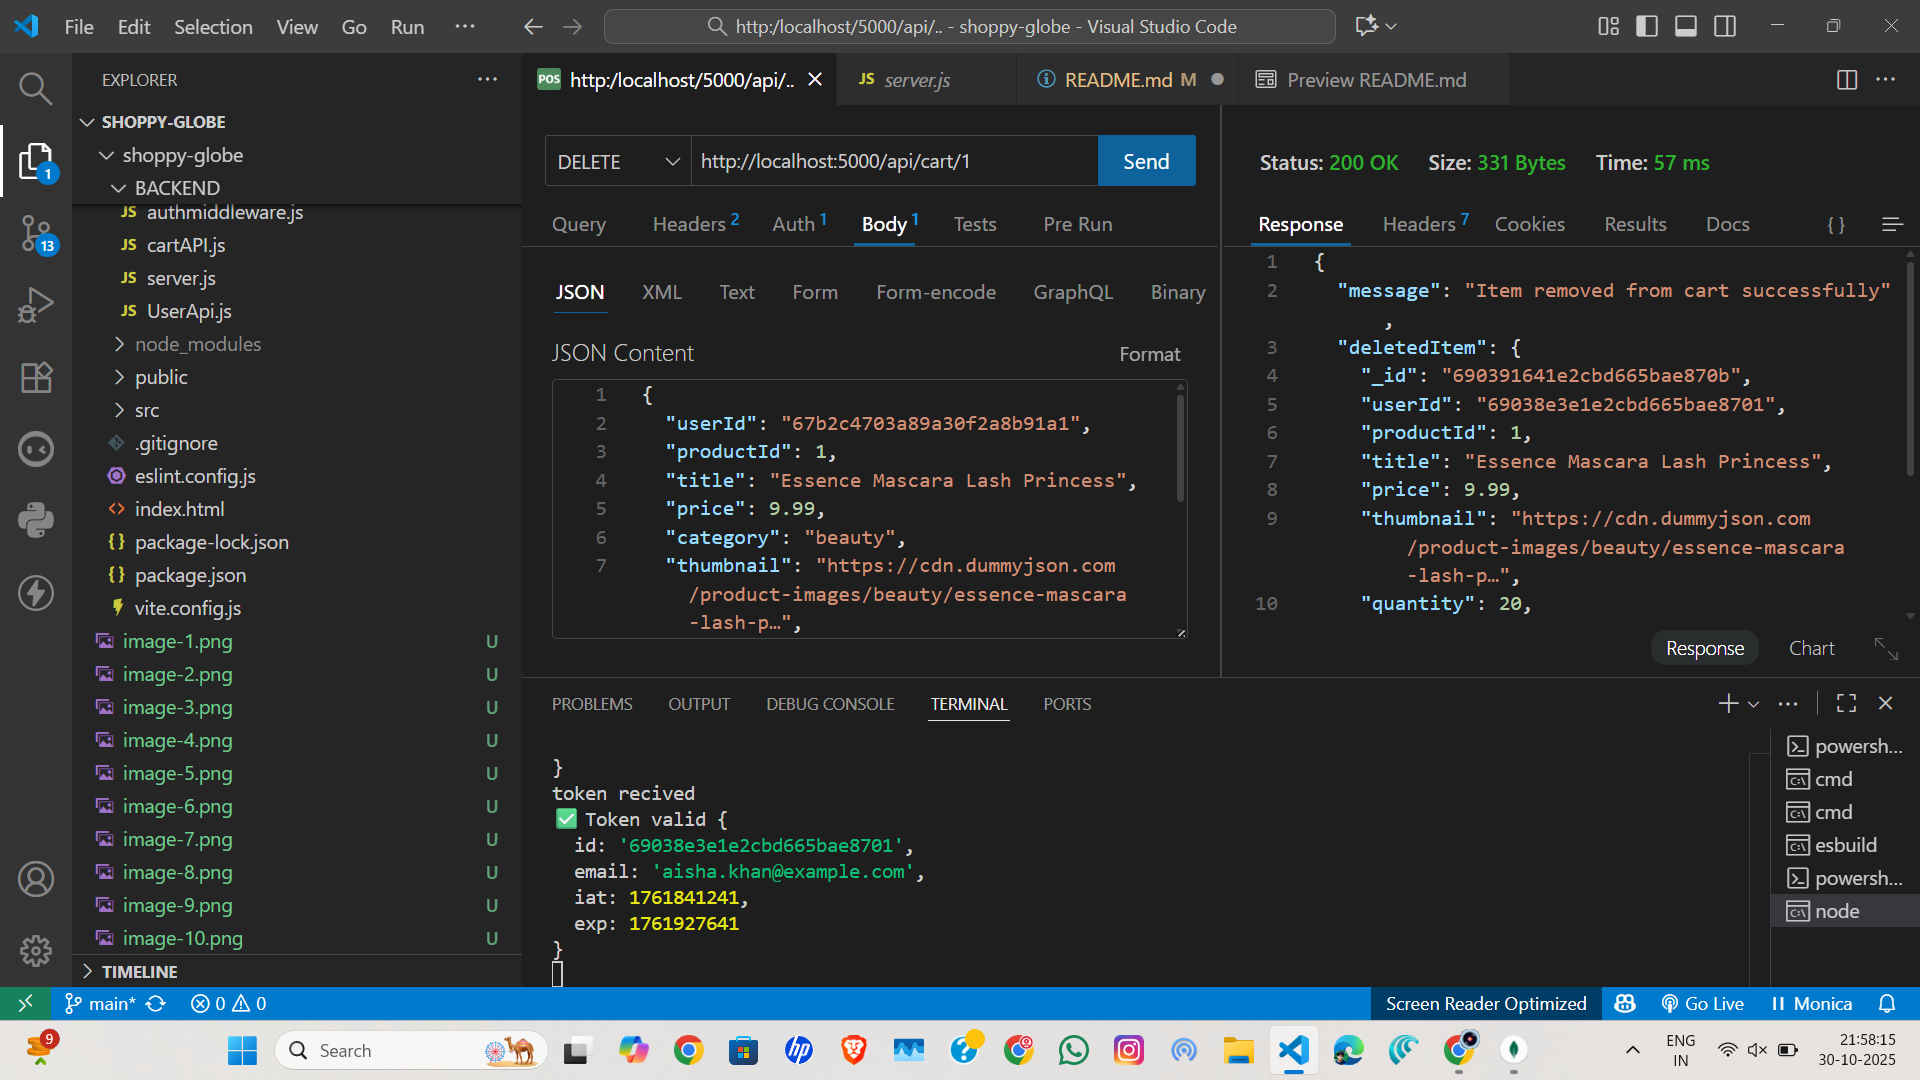 File Edit Selection View Go Run ···
http:/localhost/5000/api/.. - shoppy-globe - Visual Studio Code
EXPLORER
SHOPPY-GLOBE
shoppy-globe
BACKEND
JS authmiddleware.js
JS cartAPI.js
JS server.js
JS UserApi.js
node_modules
public
src
.gitignore
eslint.config.js
<> index.html
{} package-lock.json
{} package.json
vite.config.js
image-1.png U
image-2.png U
image-3.png U
image-4.png U
image-5.png U
image-6.png U
image-7.png U
image-8.png U
image-9.png U
image-10.png U
TIMELINE
1
13
POS http:/localhost/5000/api/..
JS server.js
README.md M
Preview README.md
DELETE http://localhost:5000/api/cart/1 Send
Query Headers 2 Auth 1 Body 1 Tests Pre Run
JSON XML Text Form Form-encode GraphQL Binary
JSON Content Format
1 {
2 "userId": "67b2c4703a89a30f2a8b91a1",
3 "productId": 1,
4 "title": "Essence Mascara Lash Princess",
5 "price": 9.99,
6 "category": "beauty",
7 "thumbnail": "https://cdn.dummyjson.com
/product-images/beauty/essence-mascara
-lash-p…",
Status: 200 OK Size: 331 Bytes Time: 57 ms
Response Headers 7 Cookies Results Docs { }
1 {
2 "message": "Item removed from cart successfully"
,
3 "deletedItem": {
4 "_id": "690391641e2cbd665bae870b",
5 "userId": "69038e3e1e2cbd665bae8701",
6 "productId": 1,
7 "title": "Essence Mascara Lash Princess",
8 "price": 9.99,
9 "thumbnail": "https://cdn.dummyjson.com
/product-images/beauty/essence-mascara
-lash-p…",
10 "quantity": 20,
Response Chart
PROBLEMS OUTPUT DEBUG CONSOLE TERMINAL PORTS
}
token recived
✅ Token valid {
id: '69038e3e1e2cbd665bae8701',
email: 'aisha.khan@example.com',
iat: 1761841241,
exp: 1761927641
}
powersh...
cmd
cmd
esbuild
powersh...
node
main* 0 0
Screen Reader Optimized Go Live Monica
9
Search
hp
ENG
IN
21:58:15
30-10-2025